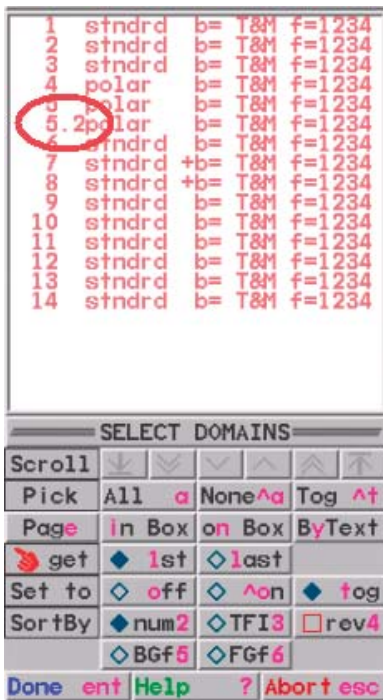 1 stndrd b= T&M f=1234
2 stndrd b= T&M f=1234
3 stndrd b= T&M f=1234
4 polar b= T&M f=1234
5 polar b= T&M f=1234
5.2polar b= T&M f=1234
6 stndrd b= T&M f=1234
7 stndrd +b= T&M f=1234
8 stndrd +b= T&M f=1234
9 stndrd b= T&M f=1234
10 stndrd b= T&M f=1234
11 stndrd b= T&M f=1234
12 stndrd b= T&M f=1234
13 stndrd b= T&M f=1234
14 stndrd b= T&M f=1234
SELECT DOMAINS
Scroll
Pick All a None^a Tog ^t
Page in Box on Box ByText
get 1st last
Set to off ^on tog
SortBy num2 TFI3 rev4
BGf5 FGf6
Done ent Help ? Abort esc